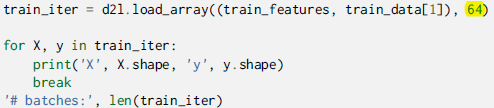 train_iter = d2l.load_array((train_features, train_data[1]), 64)
for X, y in train_iter:
    print('X', X.shape, 'y', y.shape)
    break
'# batches:', len(train_iter)